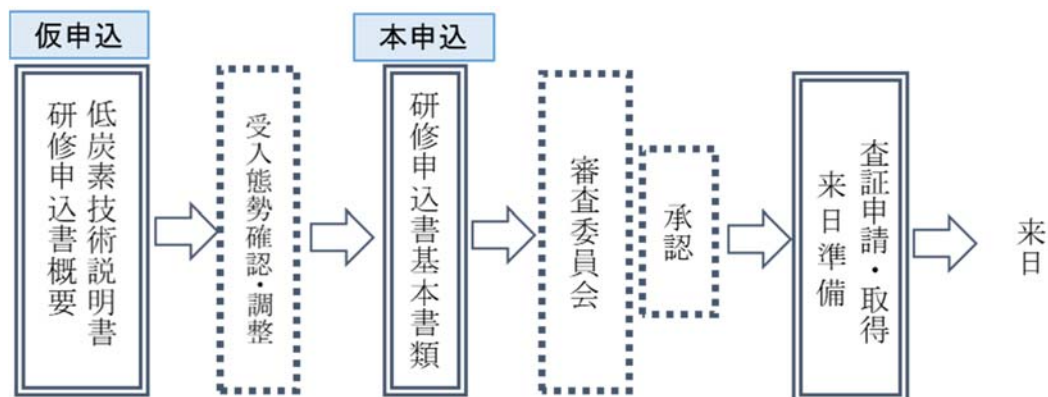 仮申込
低炭素技術説明書
研修申込書概要
受入態勢確認・調整
本申込
研修申込書基本書類
審査委員会
承認
査証申請・取得
来日準備
来日